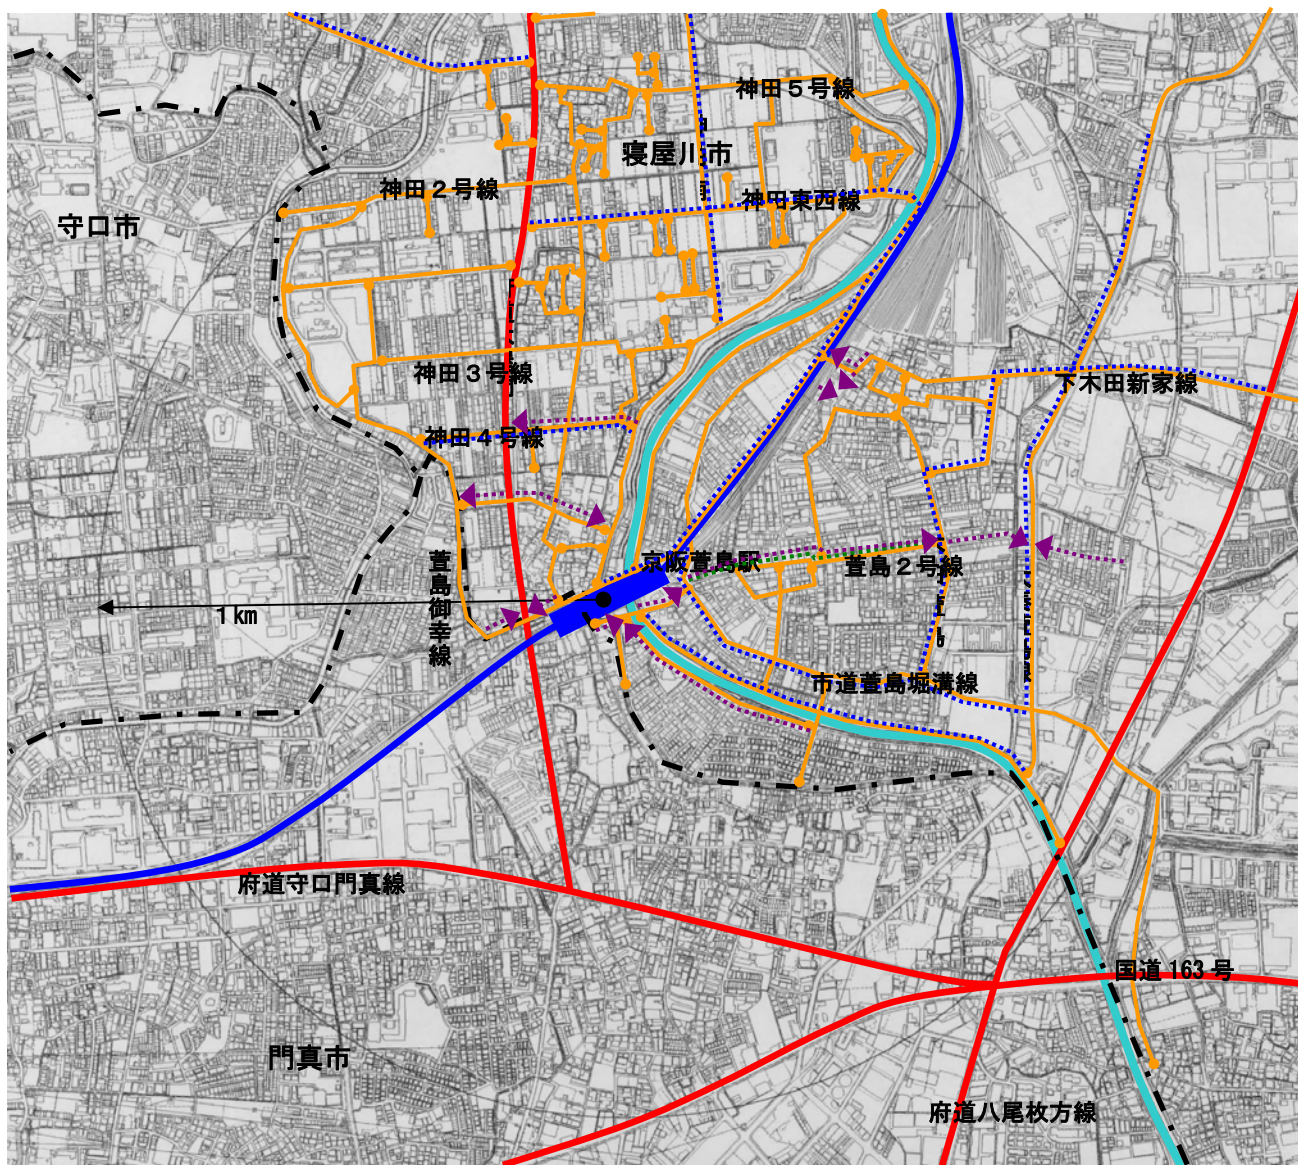 神田５号線
寝屋川市
神田２号線
神田東西線
守口市
神田３号線
下木田新家線
神田４号線
京阪萱島駅
萱島２号線
萱島御幸線
１km
市道萱島堀溝線
府道守口門真線
国道163号
門真市
府道八尾枚方線